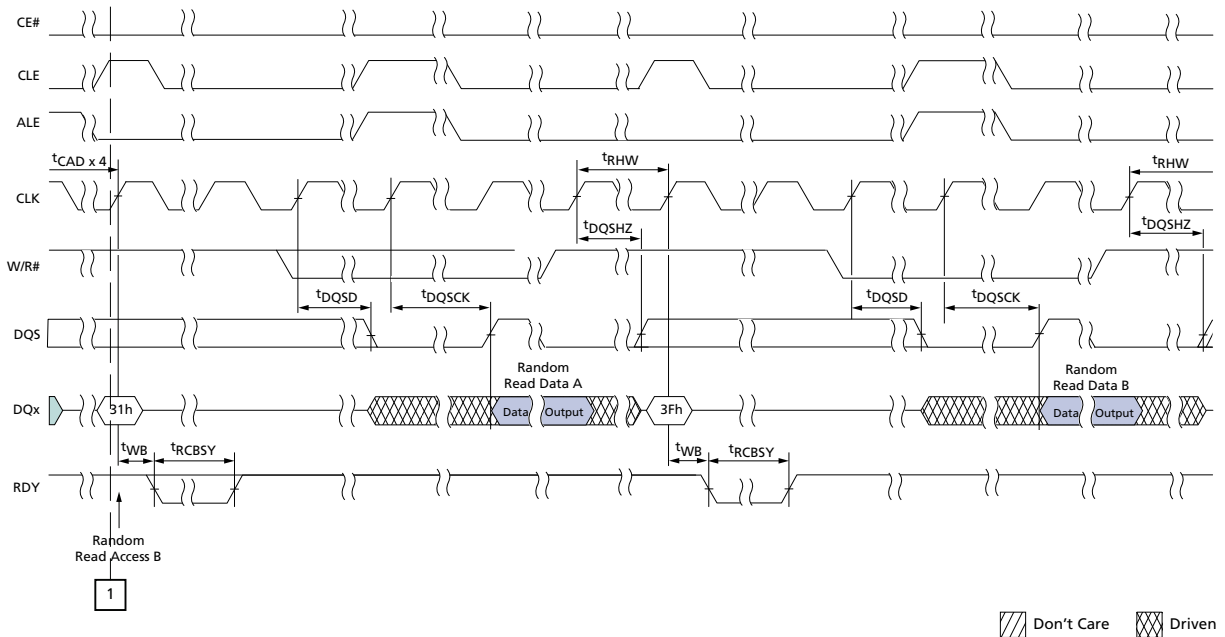 CE#
CLE
ALE
tCAD x 4
tRHW
tRHW
CLK
tDQSHZ
tDQSHZ
W/R#
tDQSD
tDQSCK
tDQSD
tDQSCK
DQS
Random
Read Data A
Random
Read Data B
DQx
31h
Data Output
3Fh
Data Output
tWB
tRCBSY
tWB
tRCBSY
RDY
Random
Read Access B
1
Don't Care
Driven